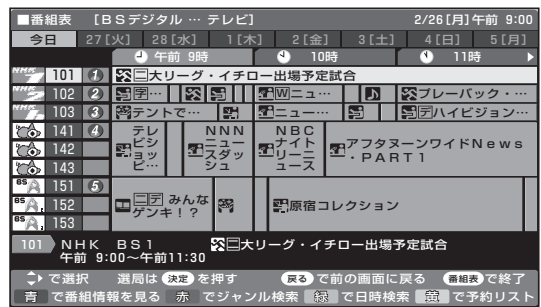 ■番組表 [BSデジタル … テレビ] 2/26[月]午前 9:00
今日 27[火] 28[水] 1[木] 2[金] 3[土] 4[日] 5[月]
午前 9時 10時 11時
101 1 二大リーグ・イチロー出場予定試合
102 2 字… W ニュ… プレーバック・…
103 3 テントで… ニュー… デハイビジョン…
141 4 テレビショッピ… NNNニュースダッシュ NBCナイトリーニュース アフタヌーンワイドNews・PART1
142
143
151 5
152 二デ みんなゲンキ!? 原宿コレクション
153
101 NHK BS1 二大リーグ・イチロー出場予定試合
午前 9:00~午前11:30
で選択 選局は 決定 を押す 戻る で前の画面に戻る 番組表 で終了
青 で番組情報を見る 赤 でジャンル検索 緑 で日時検索 黄 で予約リスト